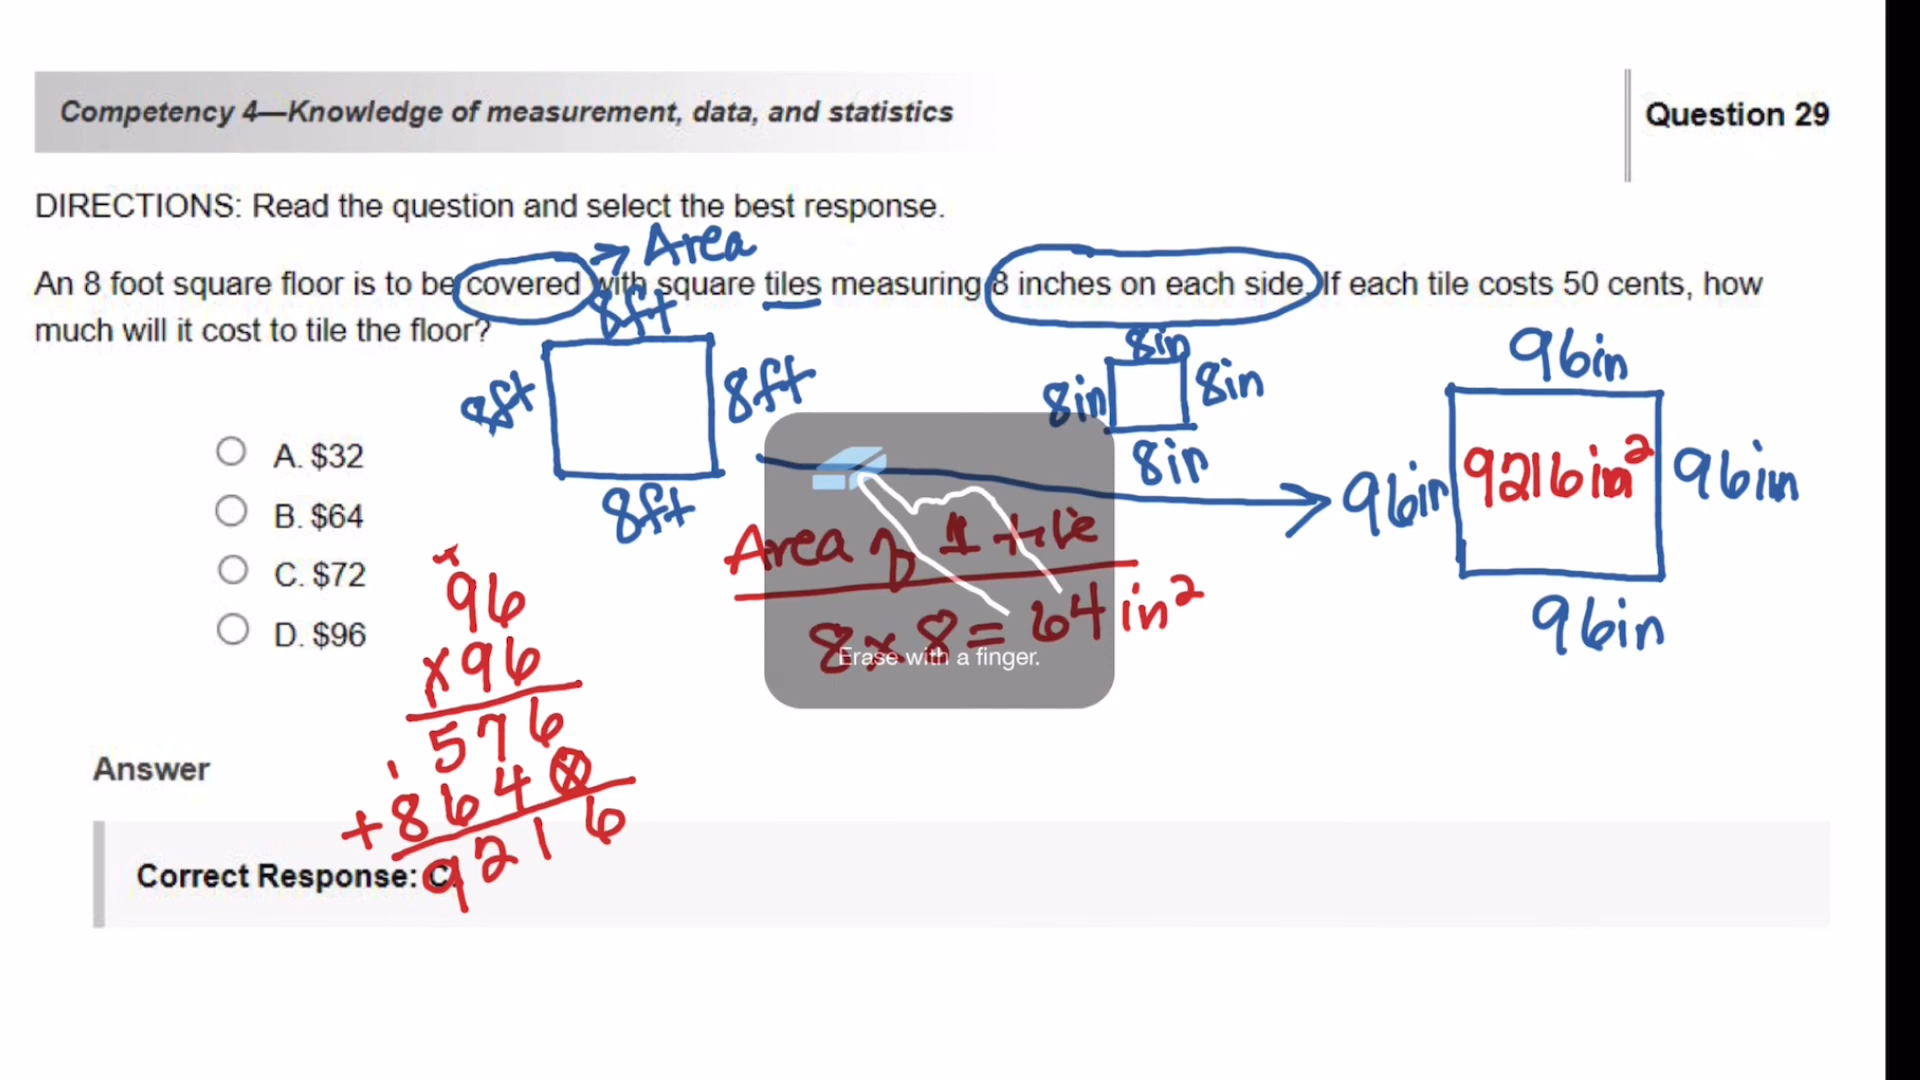 Competency 4—Knowledge of measurement, data, and statistics
Question 29
DIRECTIONS: Read the question and select the best response.
→ Area
An 8 foot square floor is to be covered with square tiles measuring 8 inches on each side. If each tile costs 50 cents, how
much will it cost to tile the floor?
8ft
8ft
8ft
8ft
8in
8in
8in
8in
96in
96in
9216in²
96in
96in
A. $32
B. $64
C. $72
D. $96
Area of 1 tile
8x8=64in²
Erase with a finger.
96
x96
576
1
+864⊗
9216
Answer
Correct Response: C.